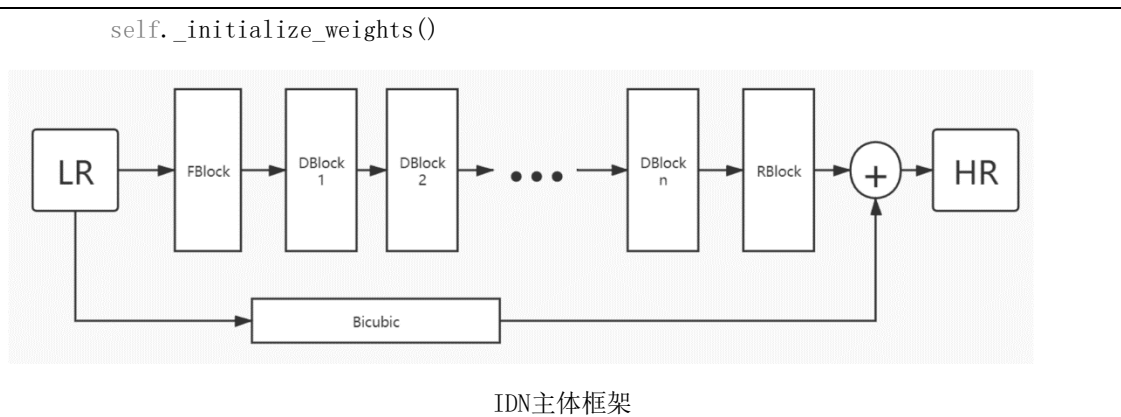 self._initialize_weights()
LR
FBlock
DBlock
1
DBlock
2
•••
DBlock
n
RBlock
+
HR
Bicubic
IDN主体框架